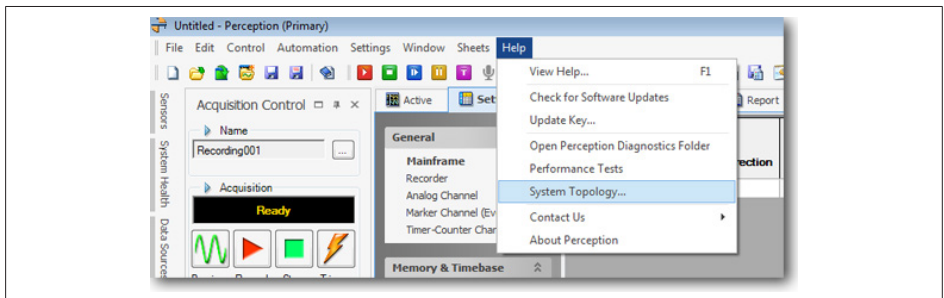 Untitled - Perception (Primary)
File Edit Control Automation Settings Window Sheets Help
View Help... F1
Check for Software Updates
Update Key...
Open Perception Diagnostics Folder
Performance Tests
System Topology...
Contact Us
About Perception
Sensors
System Health
Data Sources
Acquisition Control
Name
Recording001
...
Acquisition
Ready
Active
Set
Report
General
Mainframe
Recorder
Analog Channel
Marker Channel (Ev
Timer-Counter Char
Memory & Timebase
ection